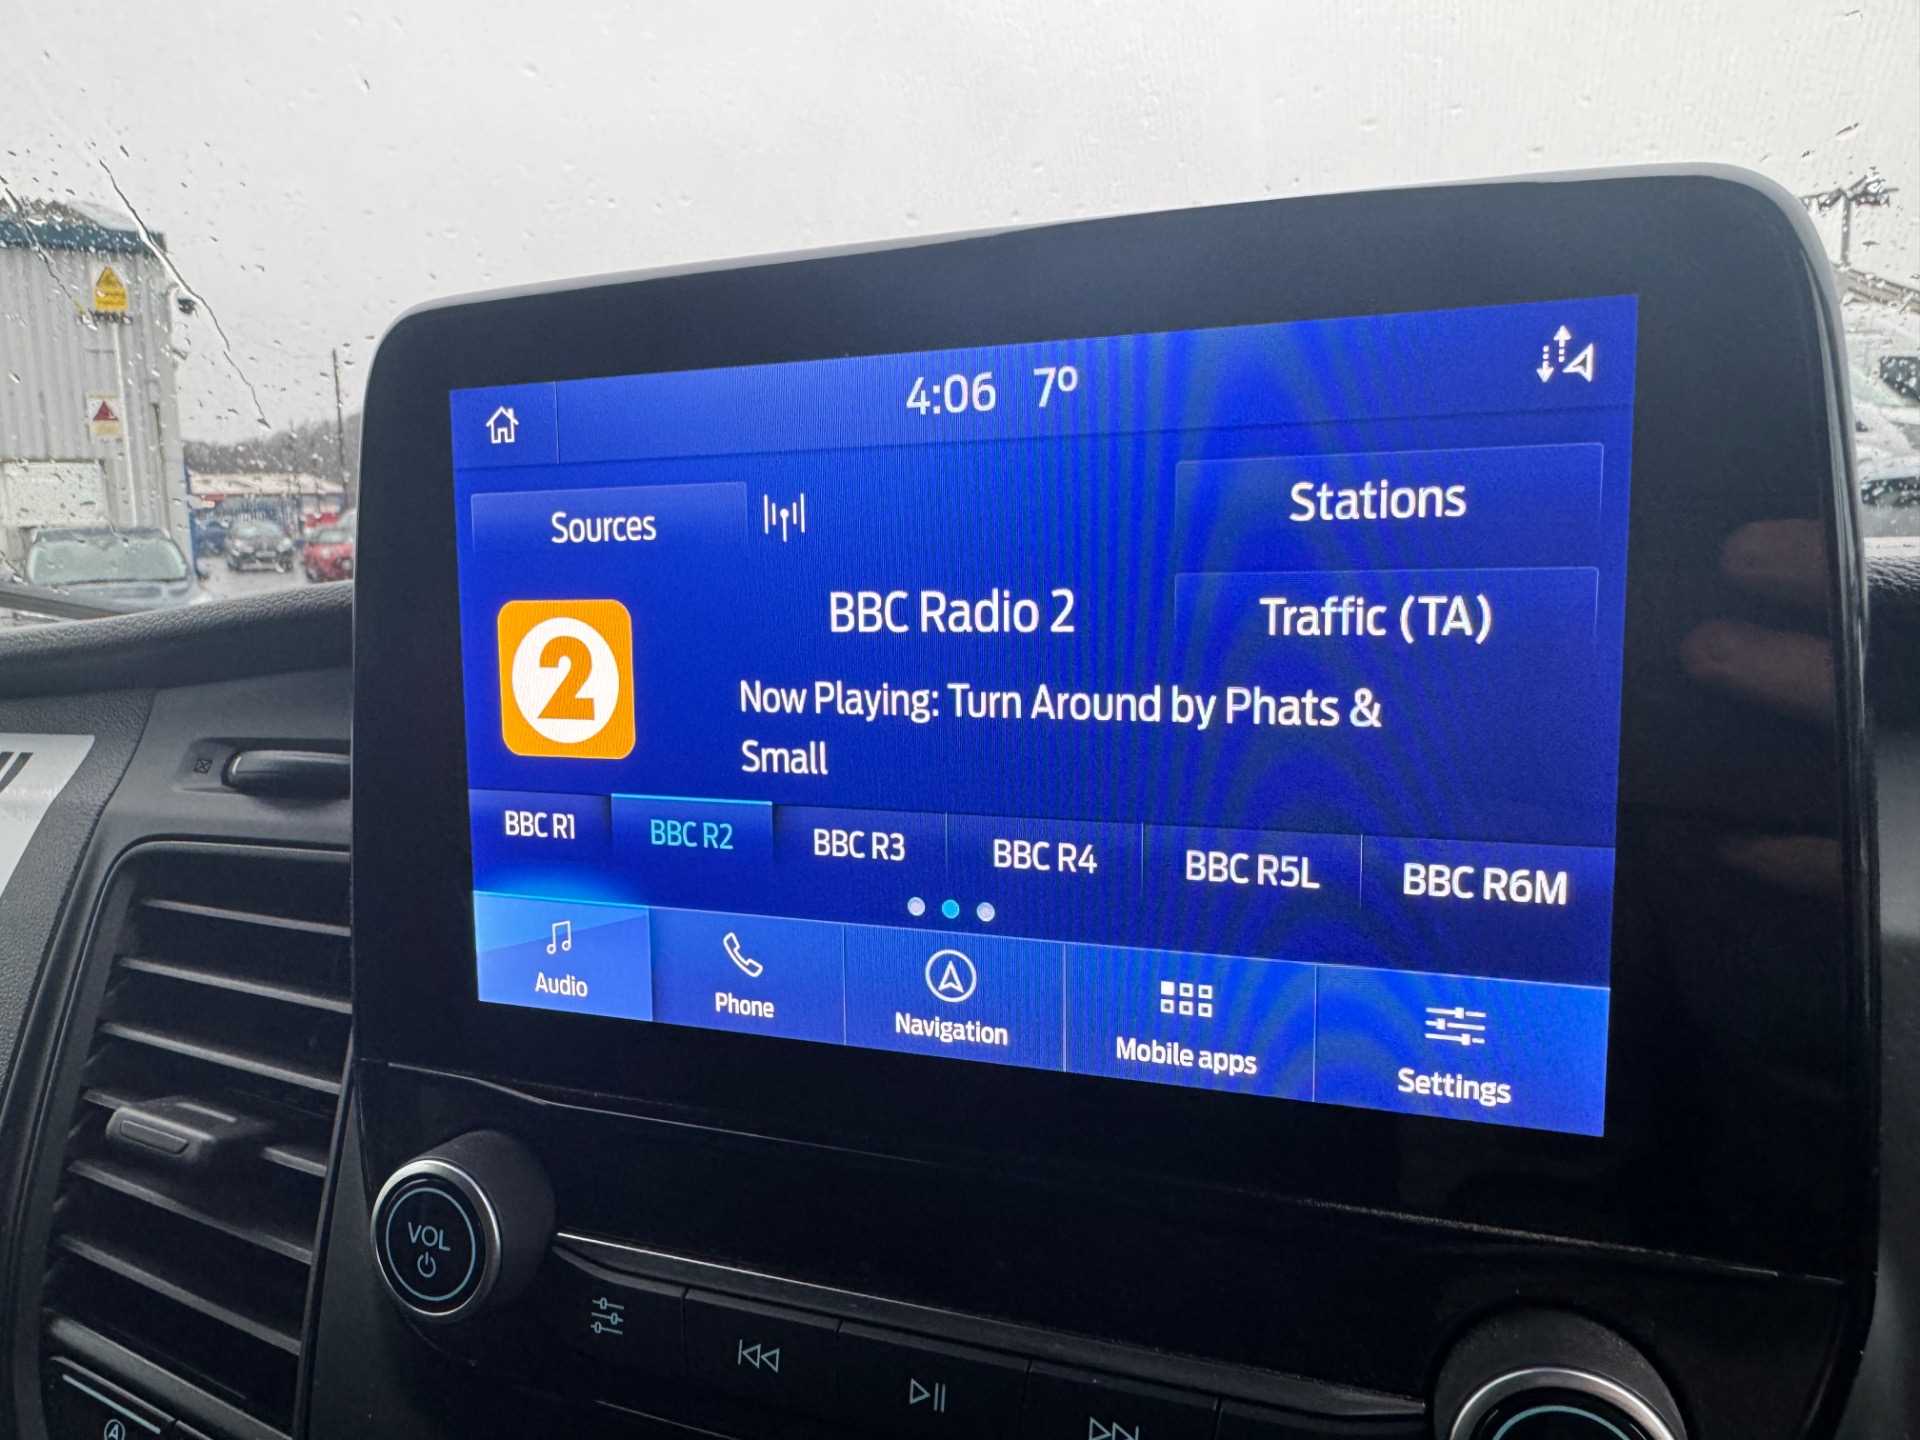 4:06 7°
Sources
Stations
2
BBC Radio 2
Traffic (TA)
Now Playing: Turn Around by Phats &
Small
BBC R1 BBC R2 BBC R3 BBC R4 BBC R5L BBC R6M
Audio Phone Navigation Mobile apps Settings
VOL
A